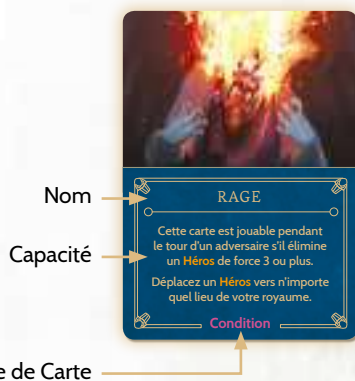 Nom
RAGE
Capacité
Cette carte est jouable pendant
le tour d'un adversaire s'il élimine
un Héros de force 3 ou plus.
Déplacez un Héros vers n'importe
quel lieu de votre royaume.
Condition
de Carte